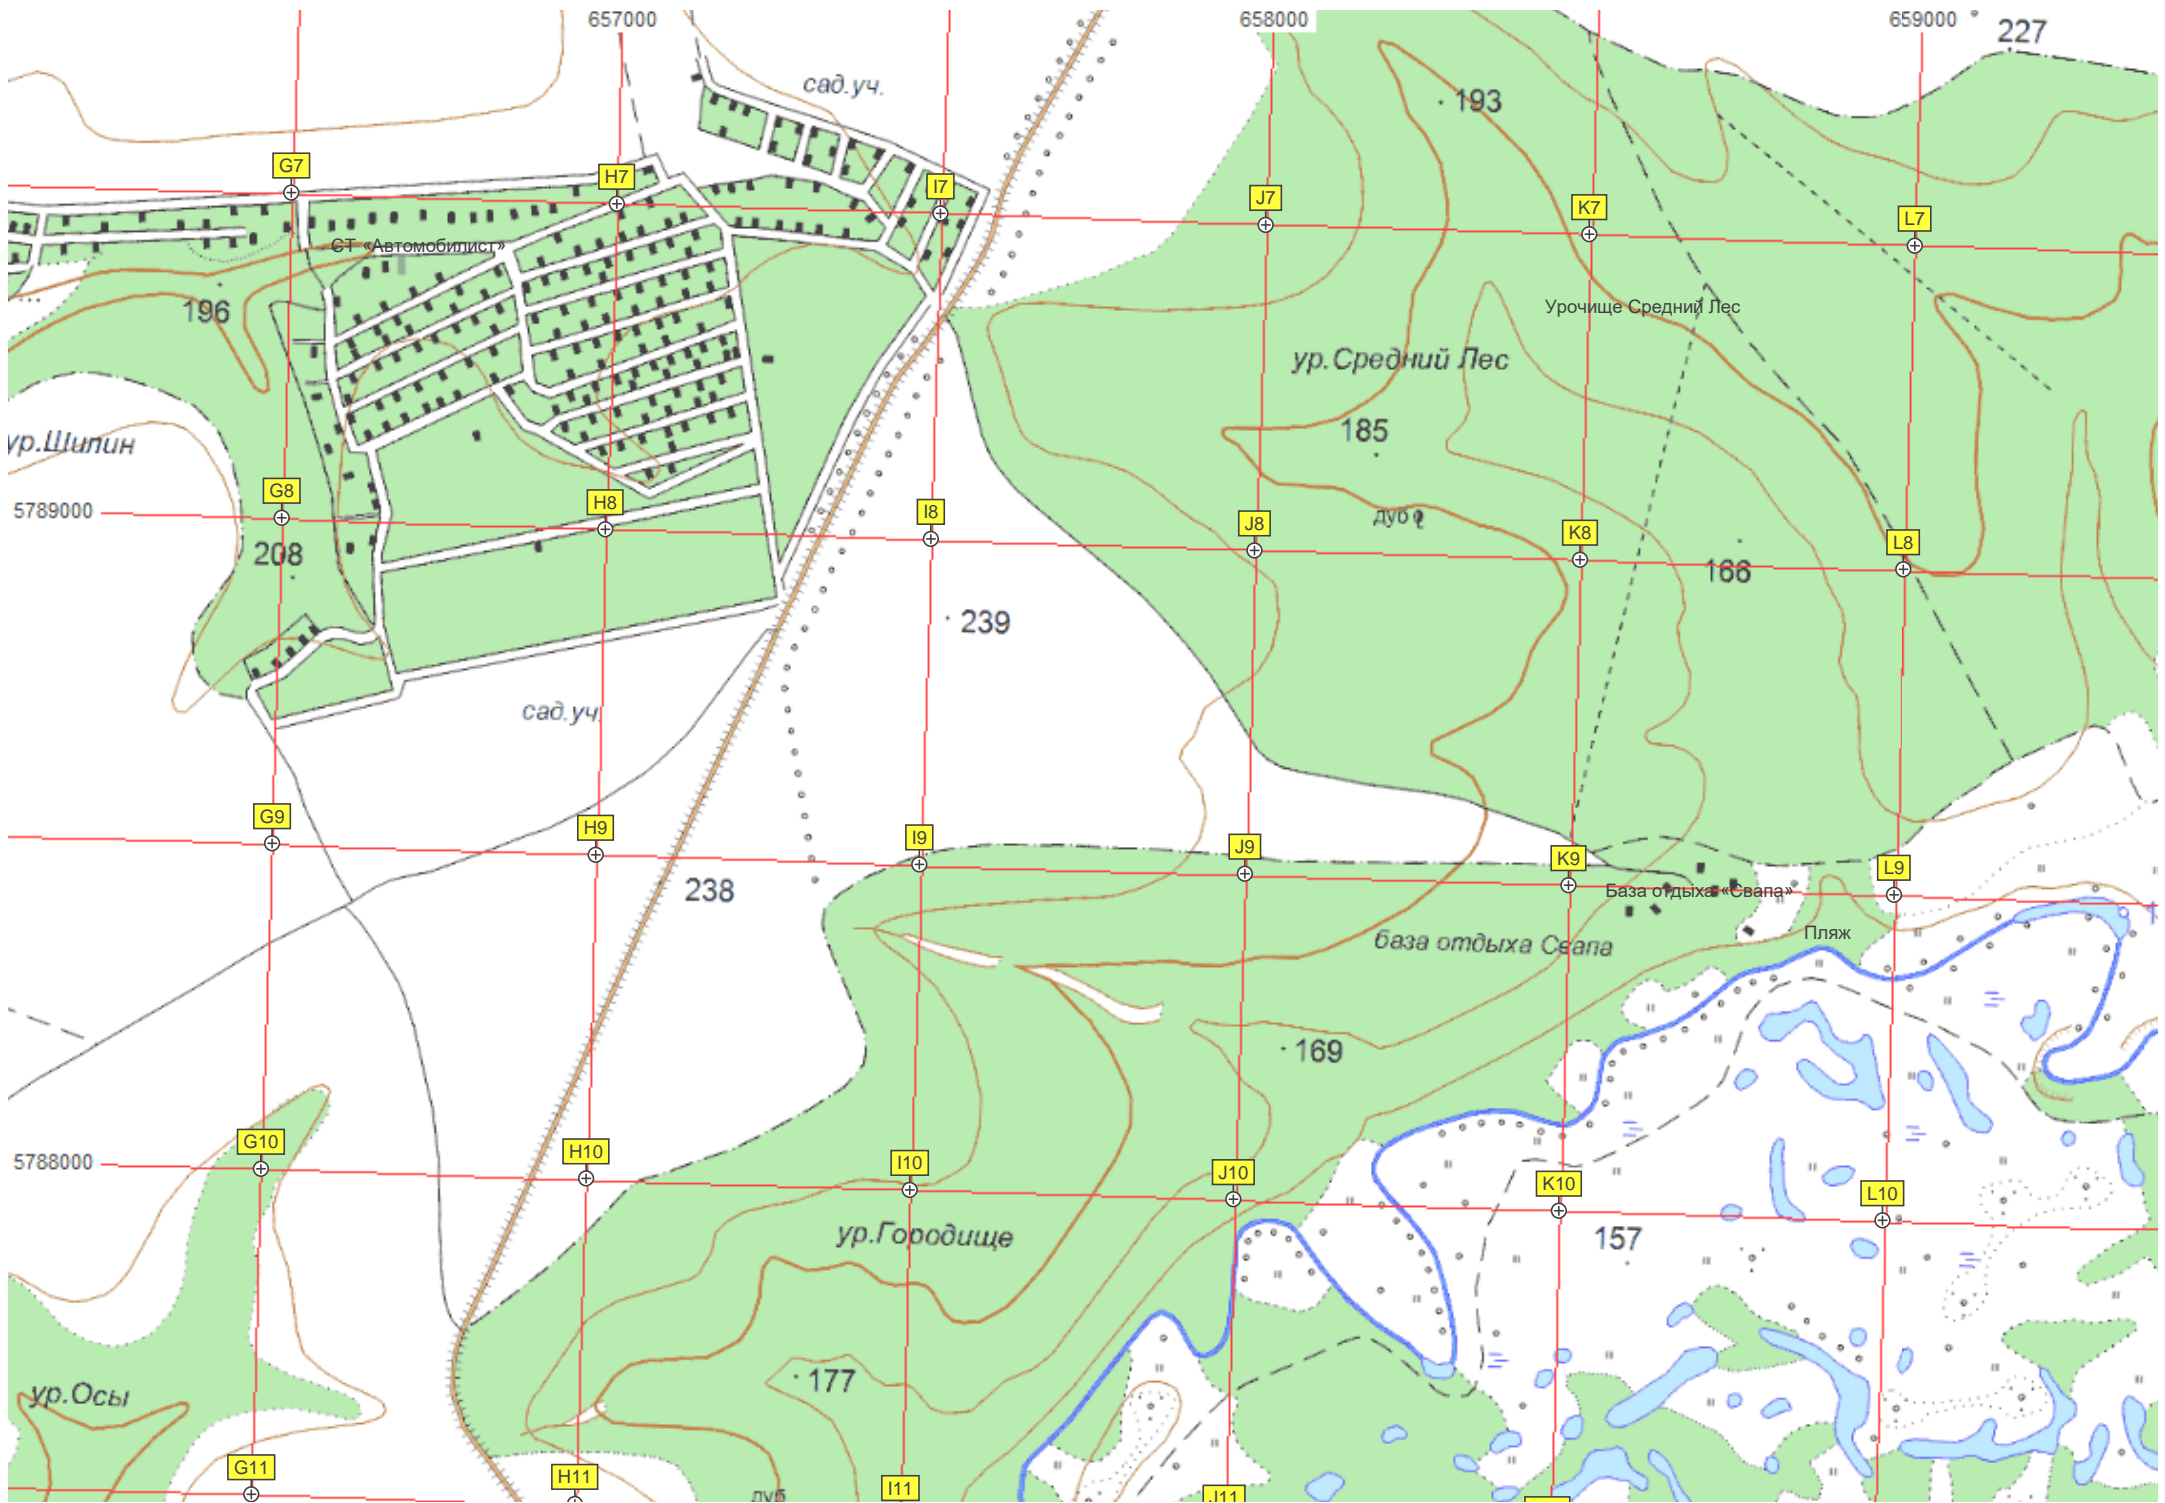 657000
658000
659000
227
сад.уч.
193
G7
H7
I7
J7
K7
L7
СТ «Автомобилист»
196
Урочище Средний Лес
ур.Средний Лес
185
ур.Шипин
G8
H8
I8
J8
дуб
K8
L8
5789000
208
166
239
сад.уч.
G9
H9
I9
J9
K9
L9
238
База отдыха «Свапа»
Пляж
база отдыха Свапа
169
G10
H10
I10
J10
K10
L10
5788000
ур.Городище
157
177
ур.Осы
G11
H11
I11
J11
дуб